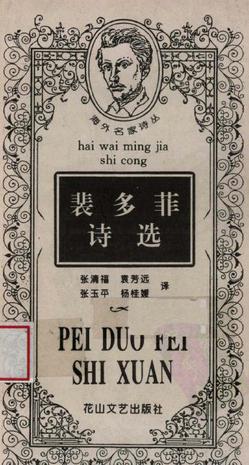 海外名家诗丛
hai wai ming jia
shi cong
裴多菲
诗选
张清福 袁芳远
张玉平 杨桂媛 译
PEI DUO FEI
SHI XUAN
花山文艺出版社